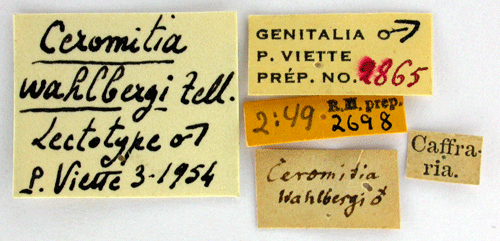 Ceromitia
wahlbergi Zell.
Lectotype ♂
P. Viette 3-1954
GENITALIA ♂
P. VIETTE
PRÉP. NO. 2865
2:49. R.M. prep.
2698
Ceromitia
Wahlbergi ♂
Caffra-
ria.